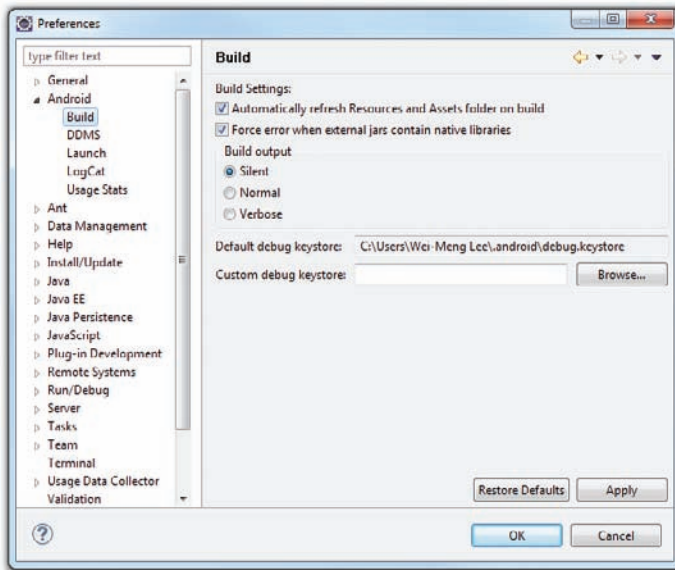 Preferences
type filter text
General
Android
Build
DDMS
Launch
LogCat
Usage Stats
Ant
Data Management
Help
Install/Update
Java
Java EE
Java Persistence
JavaScript
Plug-in Development
Remote Systems
Run/Debug
Server
Tasks
Team
Terminal
Usage Data Collector
Validation
Build
Build Settings:
Automatically refresh Resources and Assets folder on build
Force error when external jars contain native libraries
Build output
Silent
Normal
Verbose
Default debug keystore: C:\Users\Wei-Meng Lee\.android\debug.keystore
Custom debug keystore: Browse...
Restore Defaults Apply
? OK Cancel